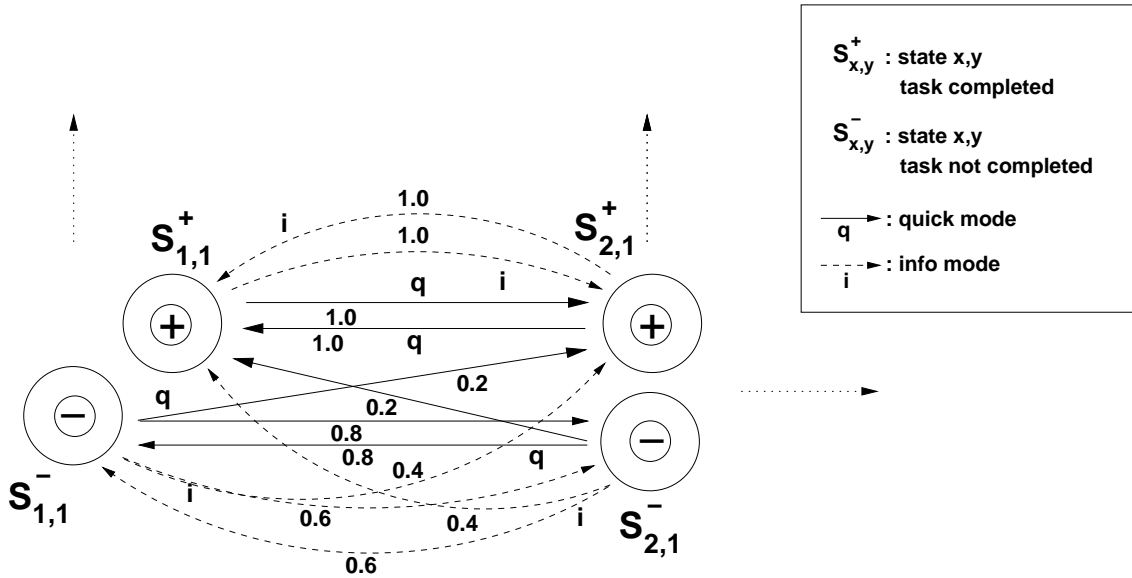 S+x,y : state x,y
task completed
S−x,y : state x,y
task not completed
q : quick mode
i : info mode
1.0
i
1.0
S+1,1
S+2,1
q i
1.0
1.0 q
+
+
q
0.2
0.2
−
−
0.8
0.8 q
0.4
i
0.6
0.4
i
0.6
S−1,1
S−2,1